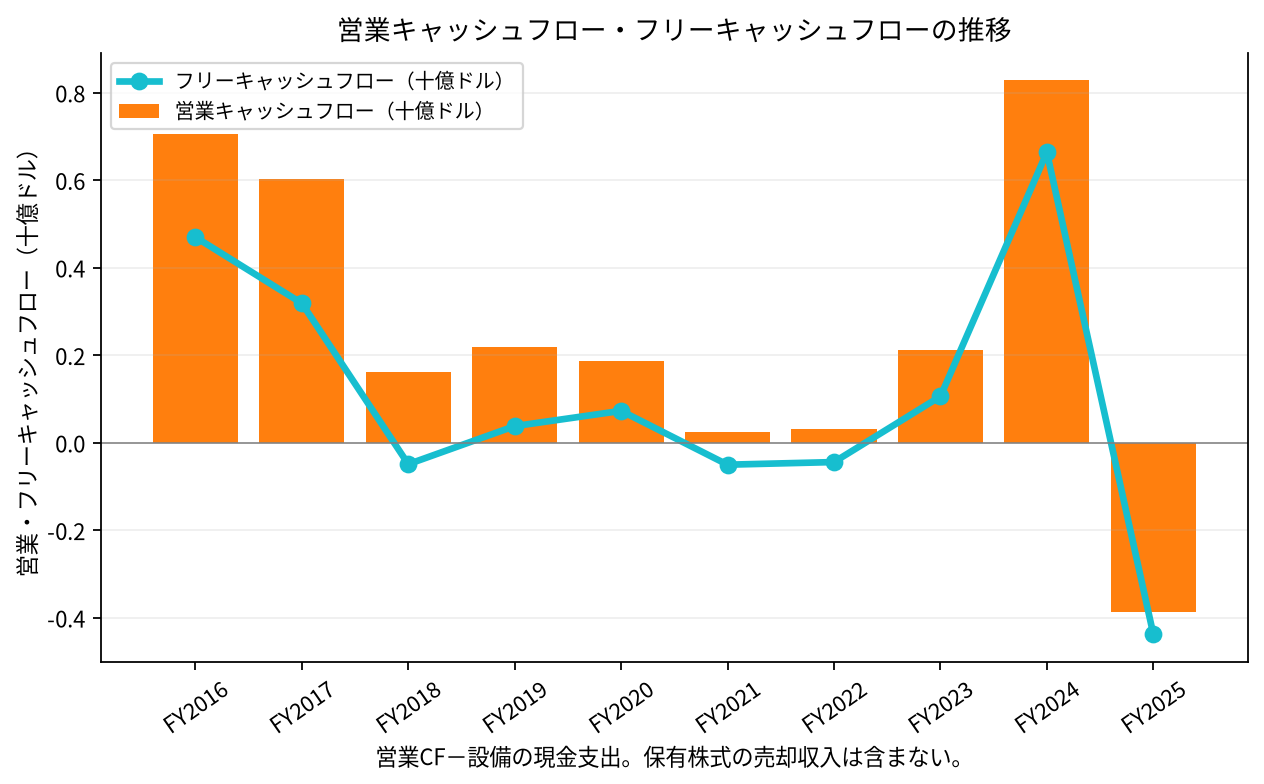 営業キャッシュフロー・フリーキャッシュフローの推移
フリーキャッシュフロー（十億ドル）
営業キャッシュフロー（十億ドル）
営業・フリーキャッシュフロー（十億ドル）
0.8
0.6
0.4
0.2
0.0
-0.2
-0.4
FY2016
FY2017
FY2018
FY2019
FY2020
FY2021
FY2022
FY2023
FY2024
FY2025
営業CF－設備の現金支出。保有株式の売却収入は含まない。